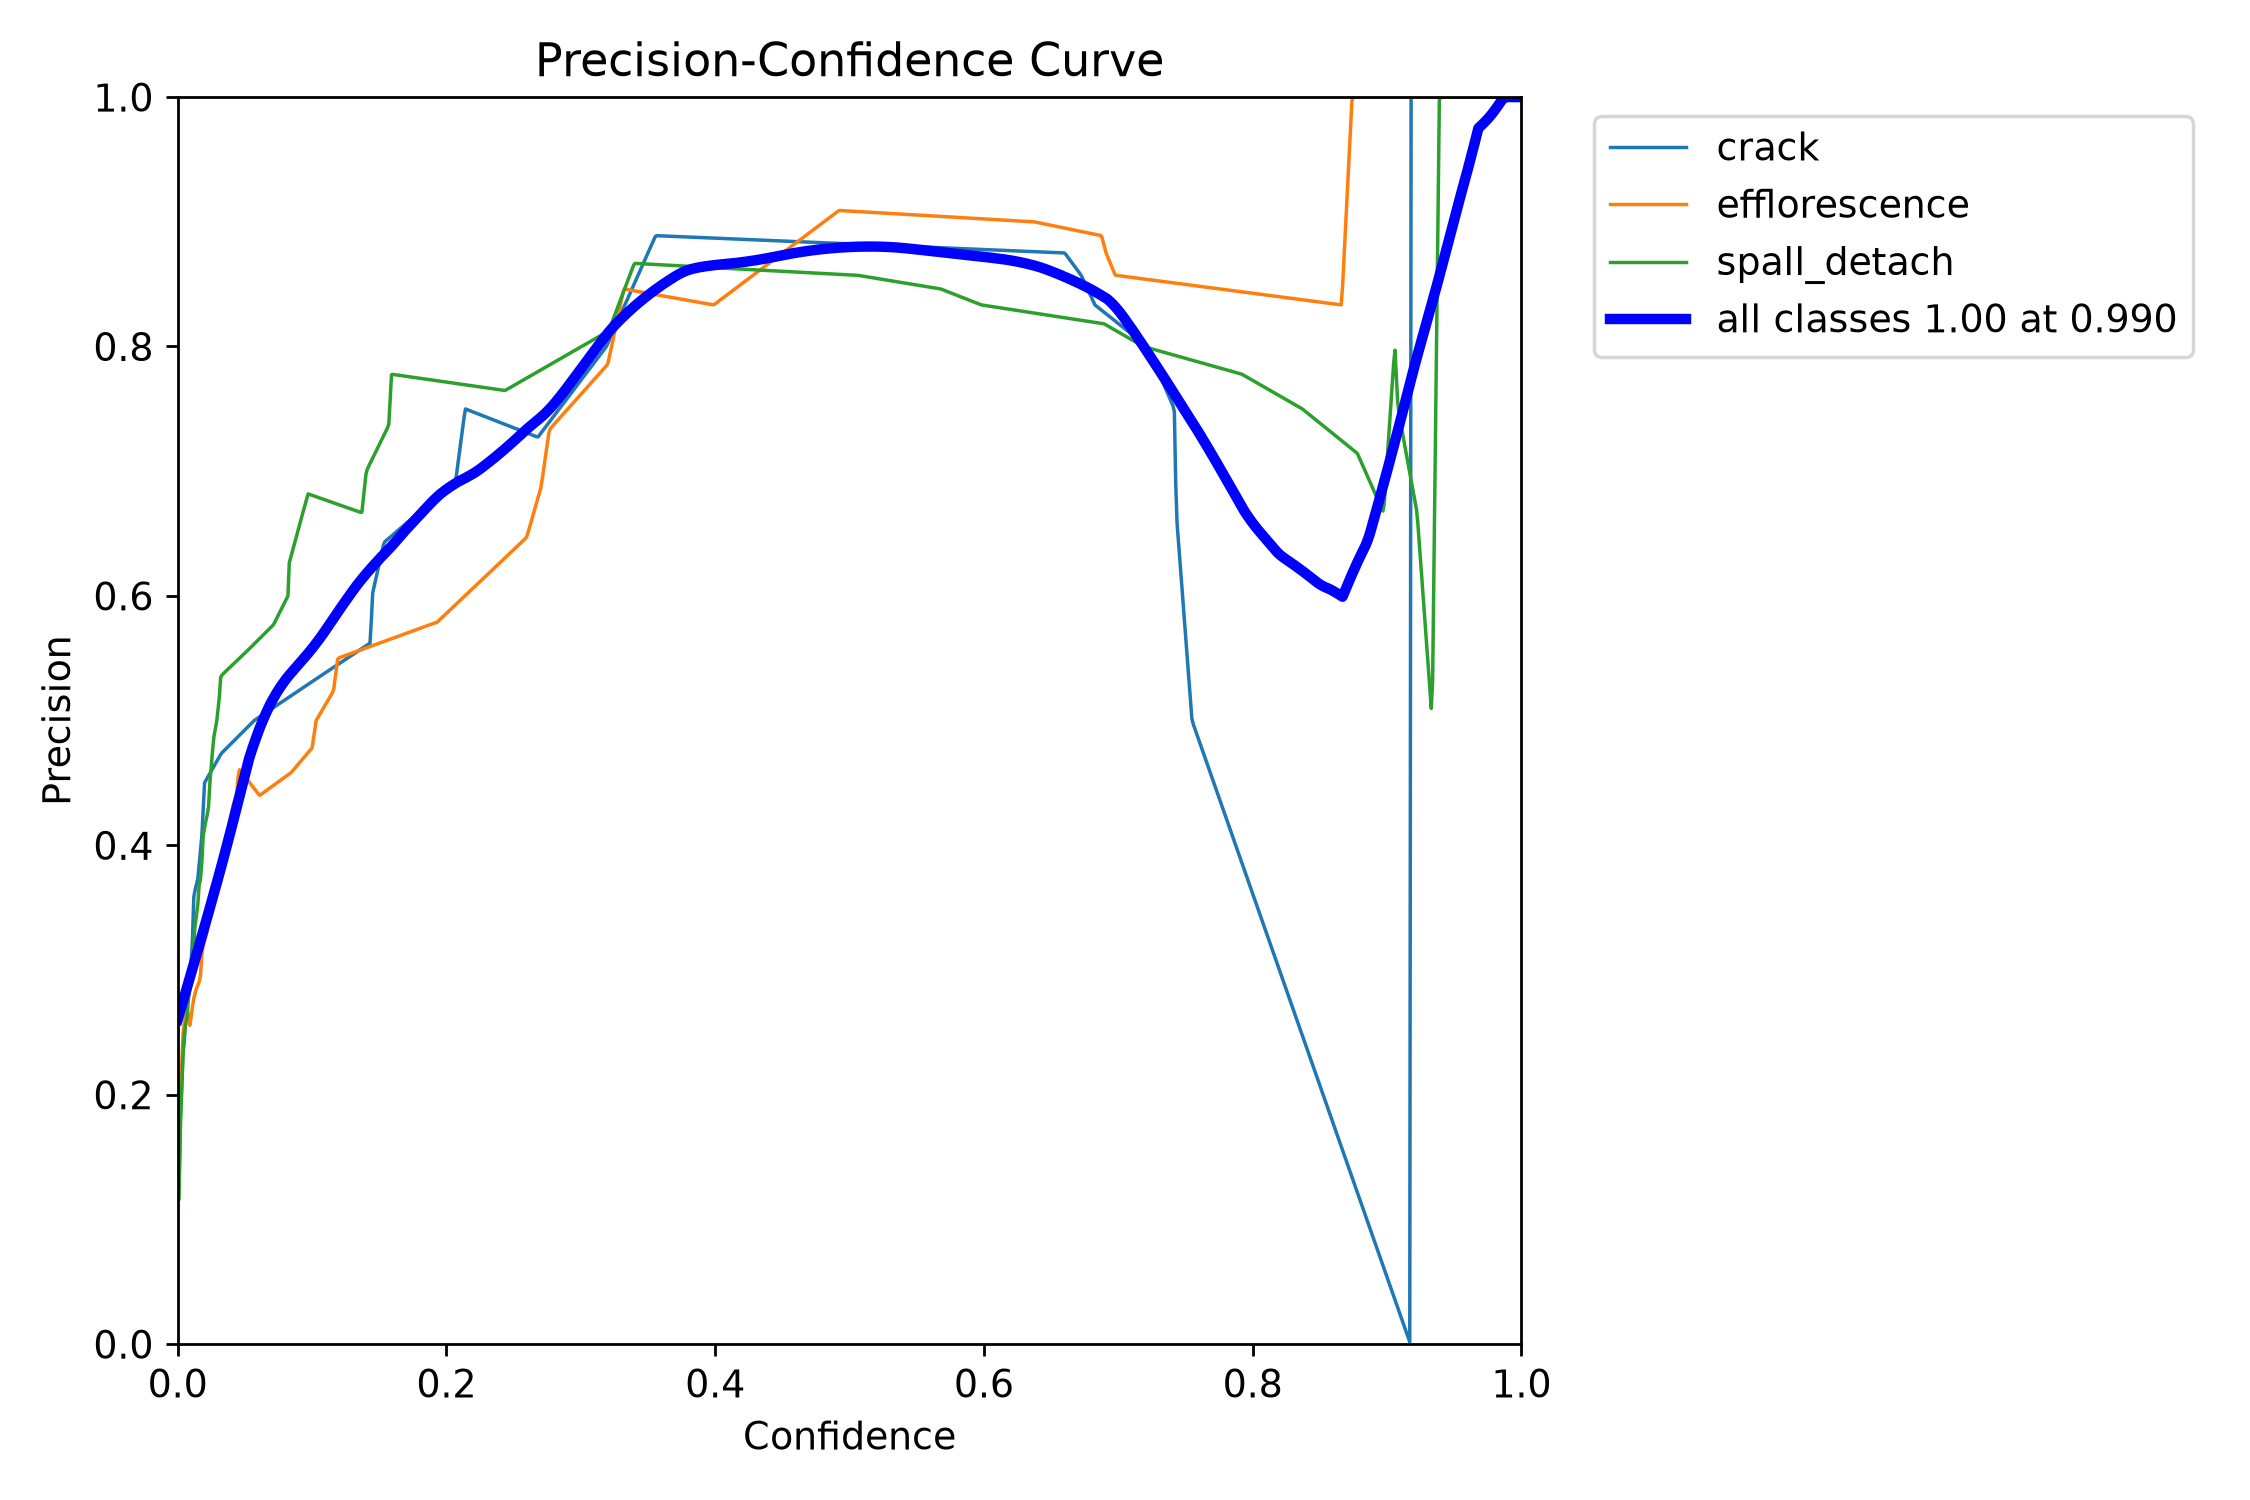 Precision-Confidence Curve
1.0
0.8
0.6
0.4
0.2
0.0
Precision
0.0 0.2 0.4 0.6 0.8 1.0
Confidence
crack
efflorescence
spall_detach
all classes 1.00 at 0.990